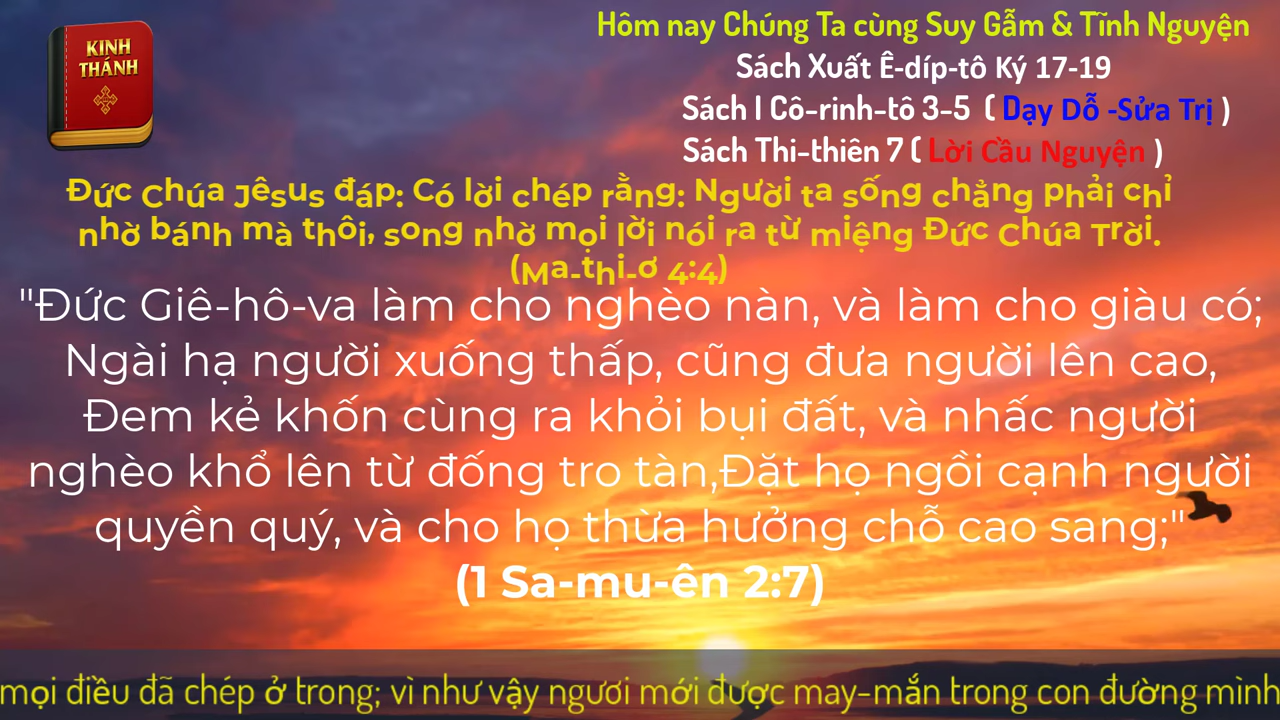 KINH
THÁNH
Hôm nay Chúng Ta cùng Suy Gẫm & Tĩnh Nguyện
Sách Xuất Ê-díp-tô Ký 17-19
Sách I Cô-rinh-tô 3-5 ( Dạy Dỗ -Sửa Trị )
Sách Thi-thiên 7 ( Lời Cầu Nguyện )
Đức Chúa Jêsus đáp: Có lời chép rằng: Người ta sống chẳng phải chỉ
nhờ bánh mà thôi, song nhờ mọi lời nói ra từ miệng Đức Chúa Trời.
(Ma-thi-ơ 4:4)
"Đức Giê-hô-va làm cho nghèo nàn, và làm cho giàu có;
Ngài hạ người xuống thấp, cũng đưa người lên cao,
Đem kẻ khốn cùng ra khỏi bụi đất, và nhấc người
nghèo khổ lên từ đống tro tàn,Đặt họ ngồi cạnh người
quyền quý, và cho họ thừa hưởng chỗ cao sang;"
(1 Sa-mu-ên 2:7)
mọi điều đã chép ở trong; vì như vậy ngươi mới được may-mắn trong con đường mình